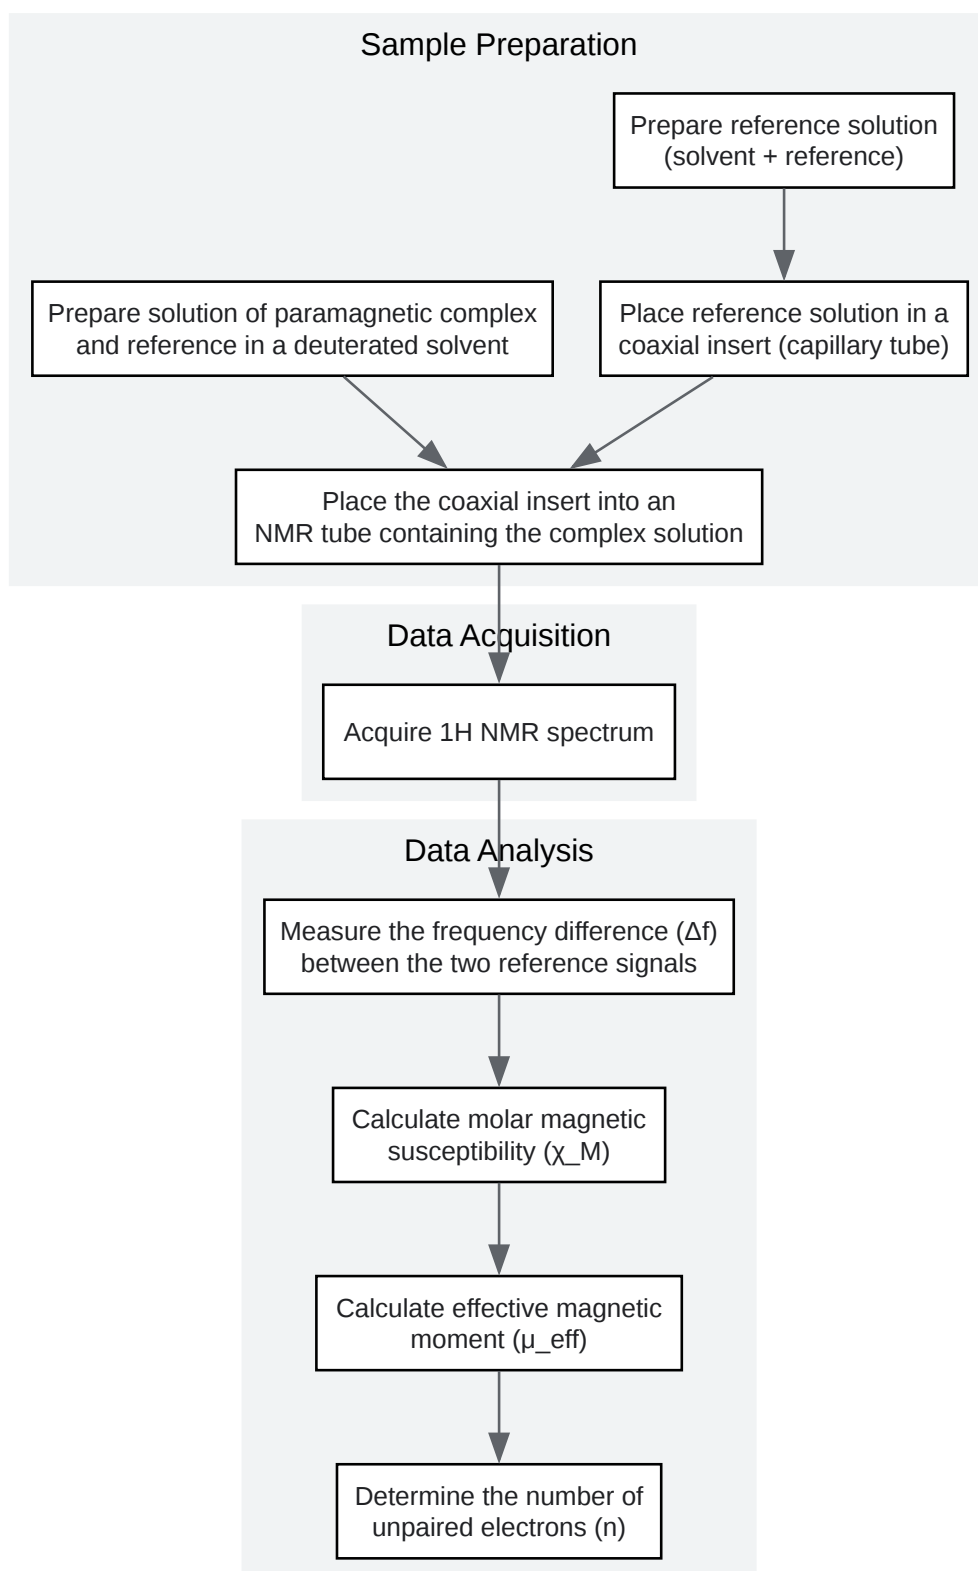 Sample Preparation
Prepare reference solution
(solvent + reference)
Prepare solution of paramagnetic complex
and reference in a deuterated solvent
Place reference solution in a
coaxial insert (capillary tube)
Place the coaxial insert into an
NMR tube containing the complex solution
Data Acquisition
Acquire 1H NMR spectrum
Data Analysis
Measure the frequency difference (Δf)
between the two reference signals
Calculate molar magnetic
susceptibility (χ_M)
Calculate effective magnetic
moment (μ_eff)
Determine the number of
unpaired electrons (n)